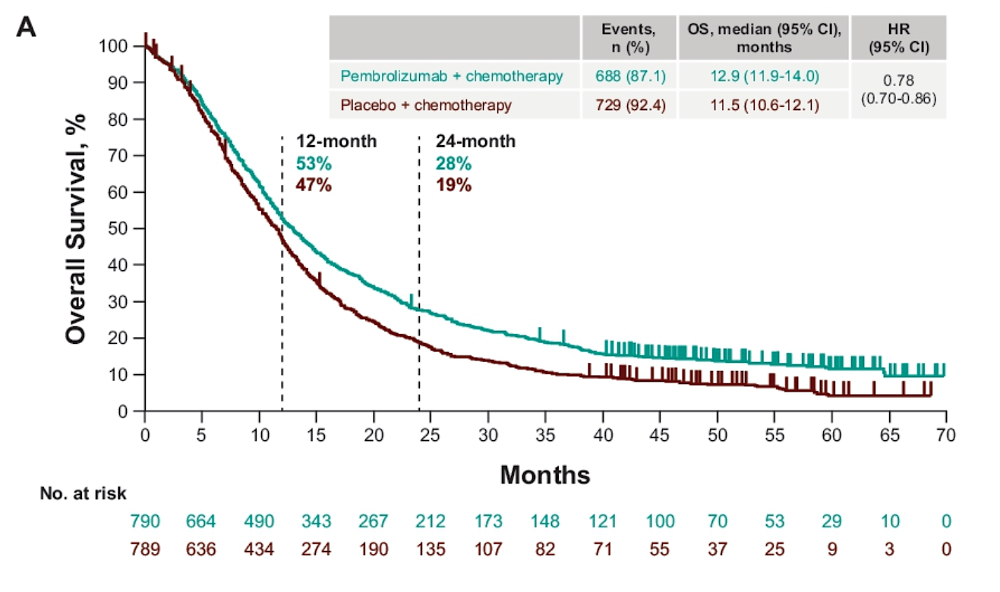 A
Events, n (%)
OS, median (95% CI), months
HR (95% CI)
Pembrolizumab + chemotherapy 688 (87.1) 12.9 (11.9-14.0)
Placebo + chemotherapy 729 (92.4) 11.5 (10.6-12.1)
0.78 (0.70-0.86)
Overall Survival, %
100
90
80
70
60
50
40
30
20
10
0
12-month
53%
47%
24-month
28%
19%
0 5 10 15 20 25 30 35 40 45 50 55 60 65 70
Months
No. at risk
790 664 490 343 267 212 173 148 121 100 70 53 29 10 0
789 636 434 274 190 135 107 82 71 55 37 25 9 3 0